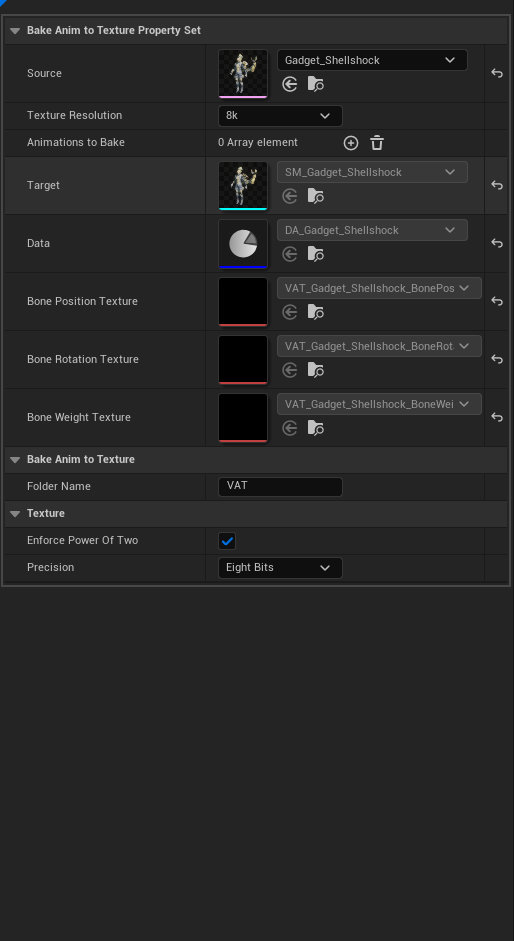 Bake Anim to Texture Property Set
Source
Gadget_Shellshock
Texture Resolution
8k
Animations to Bake
0 Array element
Target
SM_Gadget_Shellshock
Data
DA_Gadget_Shellshock
Bone Position Texture
VAT_Gadget_Shellshock_BonePos
Bone Rotation Texture
VAT_Gadget_Shellshock_BoneRot
Bone Weight Texture
VAT_Gadget_Shellshock_BoneWei
Bake Anim to Texture
Folder Name
VAT
Texture
Enforce Power Of Two
Precision
Eight Bits